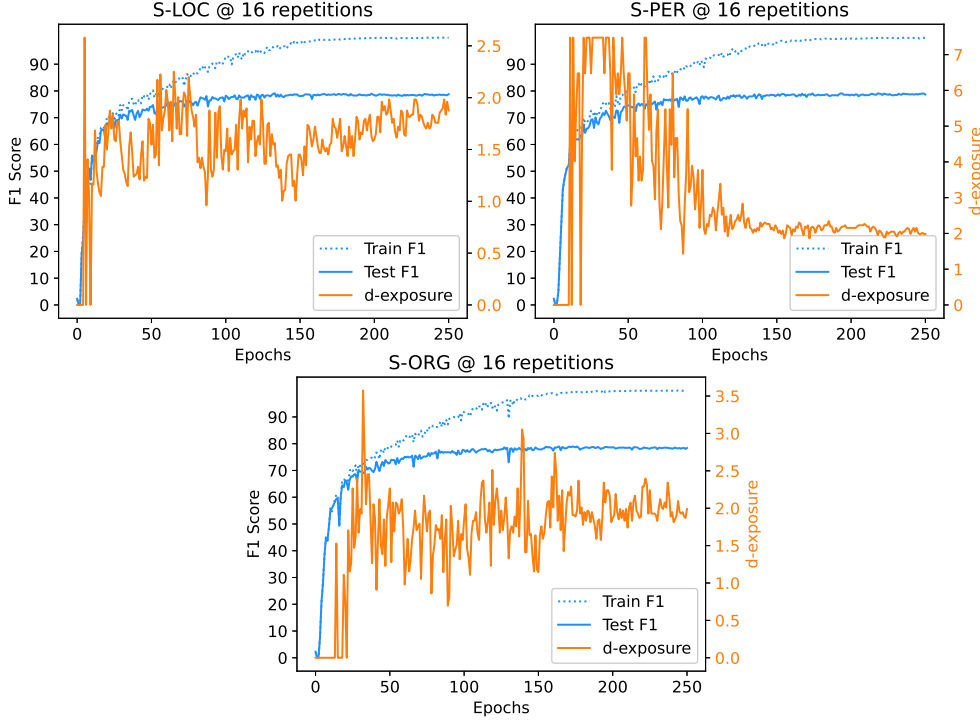 S-LOC @ 16 repetitions
F1 Score
90
80
70
60
50
40
30
20
10
0
2.5
2.0
1.5
1.0
0.5
0.0
Train F1
Test F1
d-exposure
0 50 100 150 200 250
Epochs
S-PER @ 16 repetitions
90
80
70
60
50
40
30
20
10
0
7
6
5
4
3
2
1
0
d-exposure
Train F1
Test F1
d-exposure
0 50 100 150 200 250
Epochs
S-ORG @ 16 repetitions
F1 Score
90
80
70
60
50
40
30
20
10
0
3.5
3.0
2.5
2.0
1.5
1.0
0.5
0.0
d-exposure
Train F1
Test F1
d-exposure
0 50 100 150 200 250
Epochs